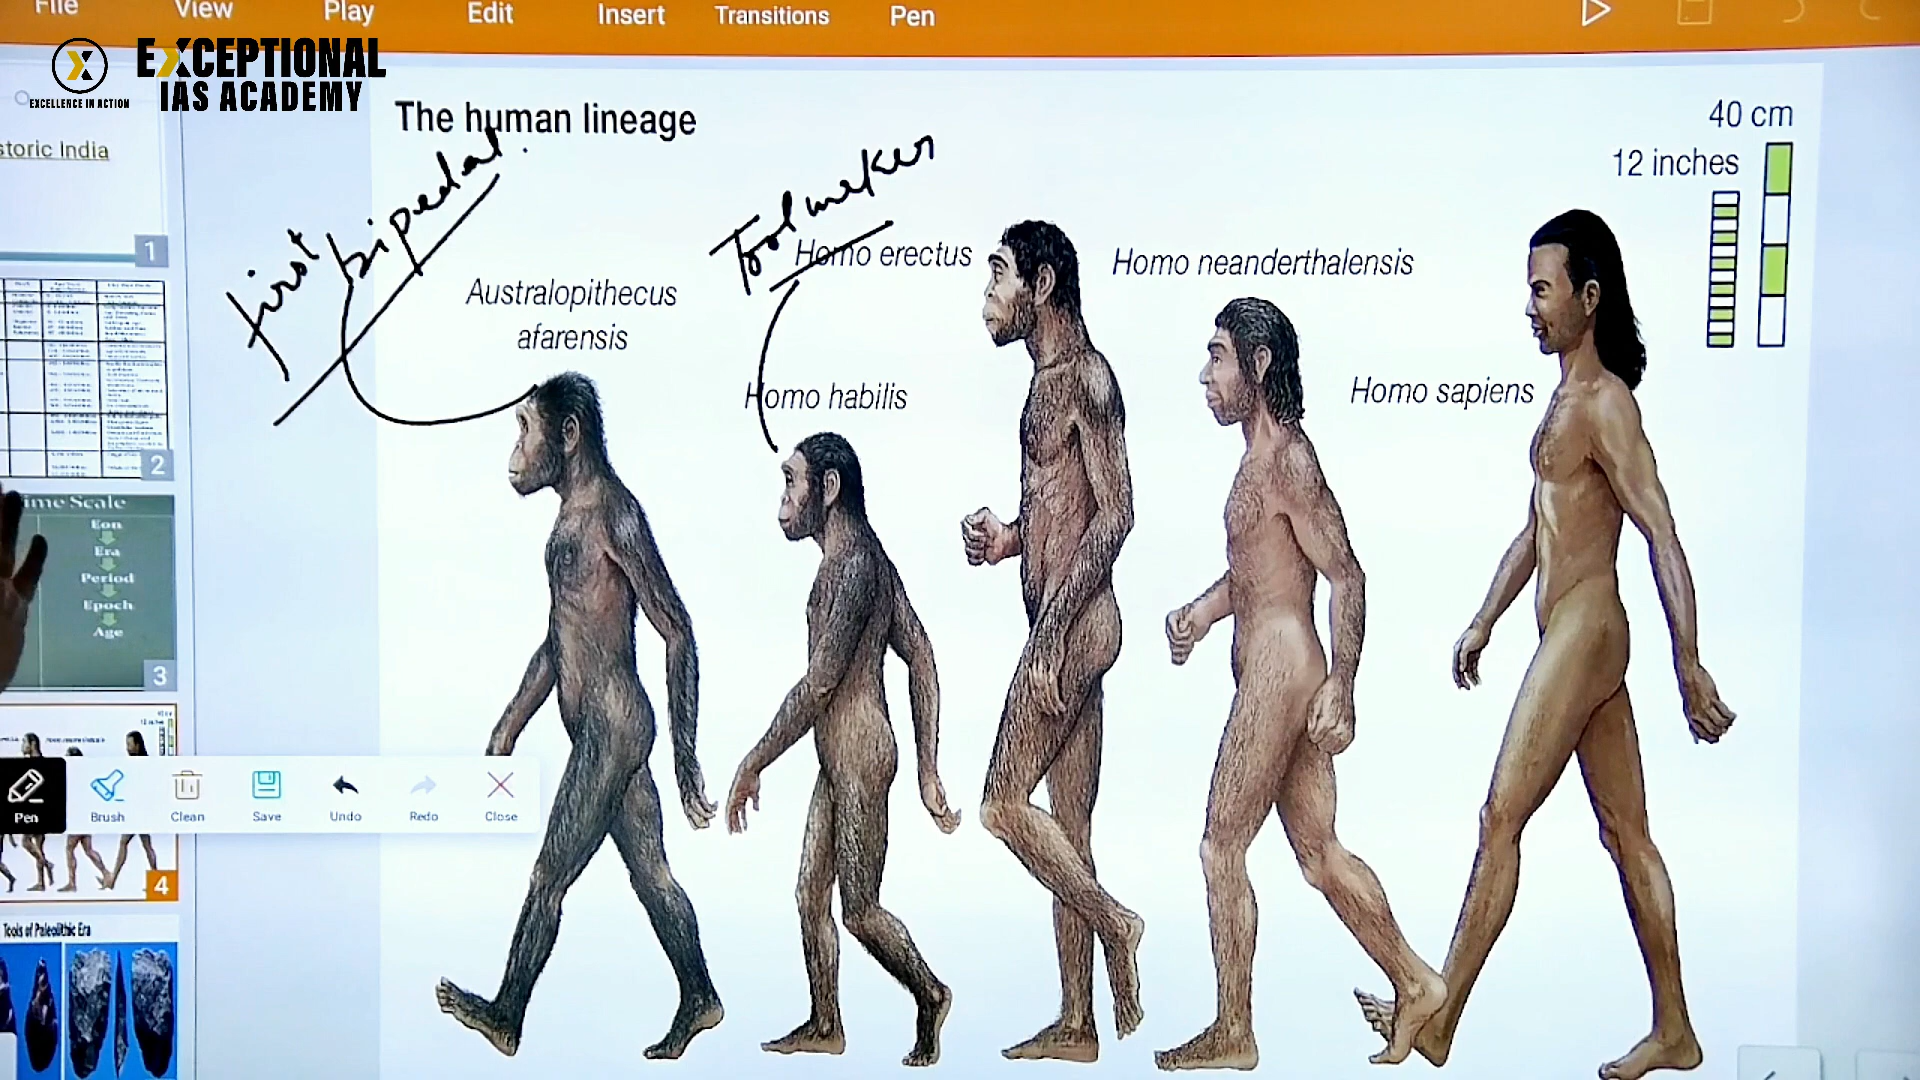 File View Play Edit Insert Transitions Pen
EXCEPTIONAL
IAS ACADEMY
EXCELLENCE IN ACTION
storic India
1
2
ime Scale
Eon
Era
Period
Epoch
Age
3
4
Tools of Paleolithic Era
The human lineage
40 cm
12 inches
first bipedal.
Tool maker
Australopithecus
afarensis
Homo habilis
Homo erectus
Homo neanderthalensis
Homo sapiens
Pen Brush Clean Save Undo Redo Close